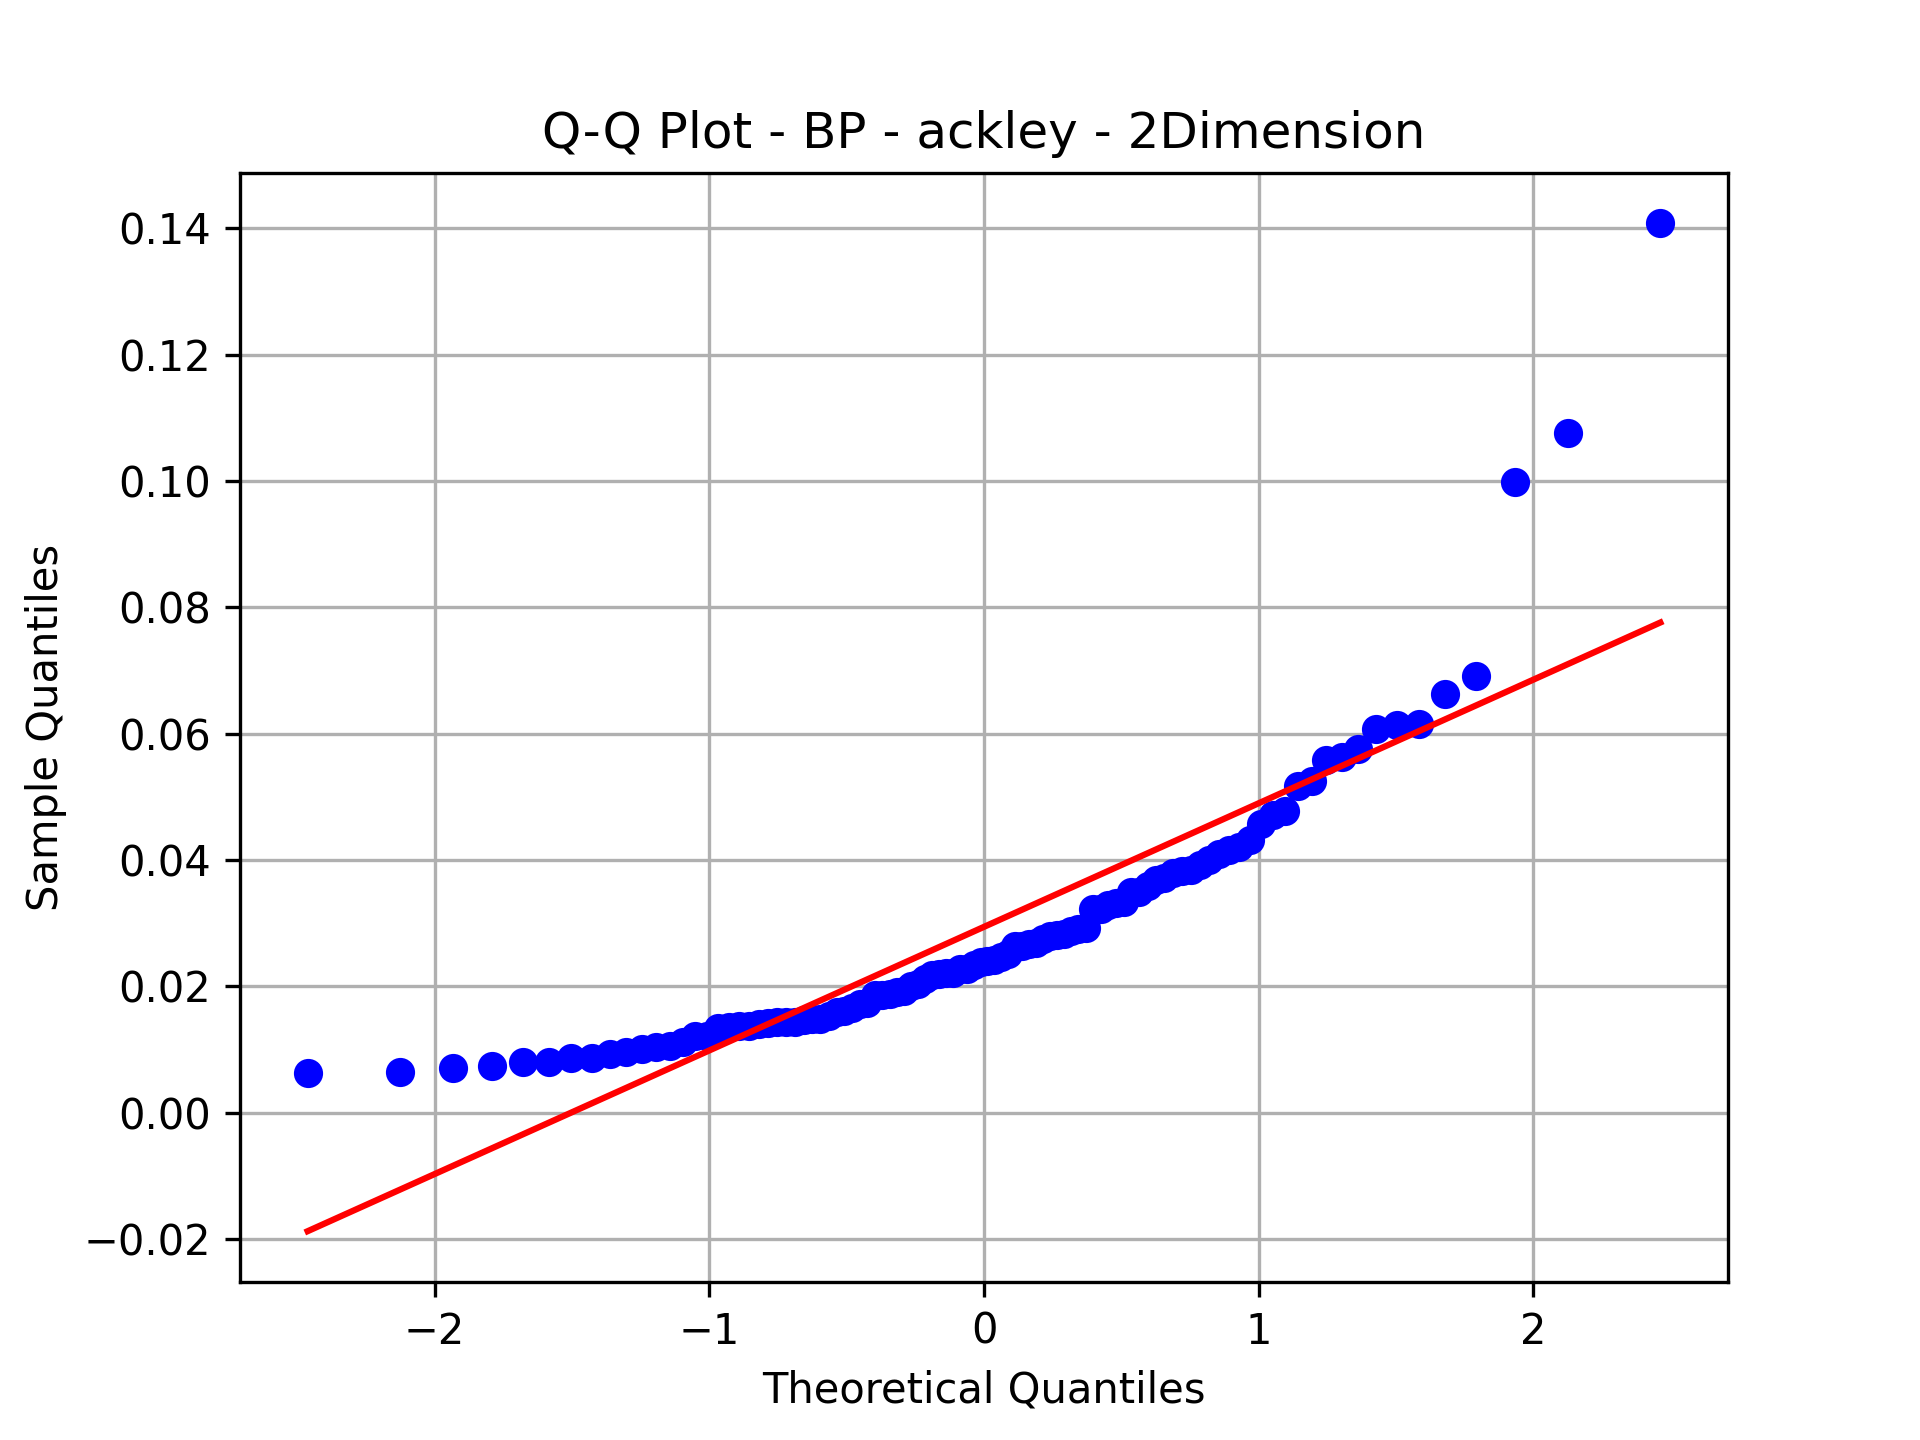 Q-Q Plot - BP - ackley - 2Dimension
0.14
0.12
0.10
0.08
0.06
0.04
0.02
0.00
−0.02
Sample Quantiles
−2 −1 0 1 2
Theoretical Quantiles